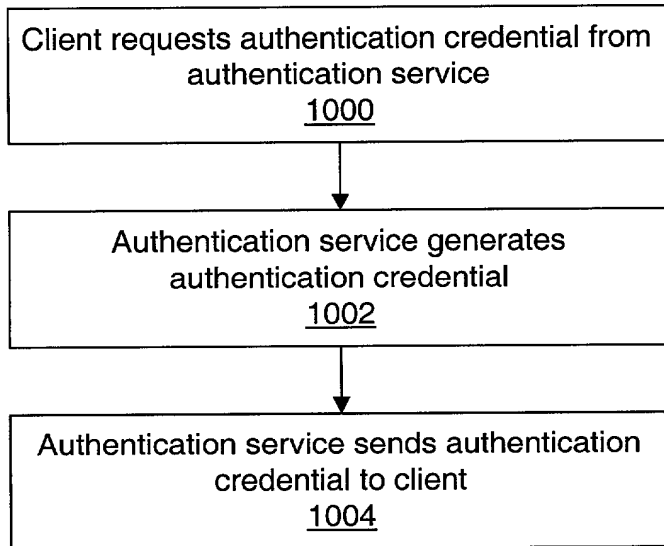 Client requests authentication credential from
authentication service
1000
Authentication service generates
authentication credential
1002
Authentication service sends authentication
credential to client
1004